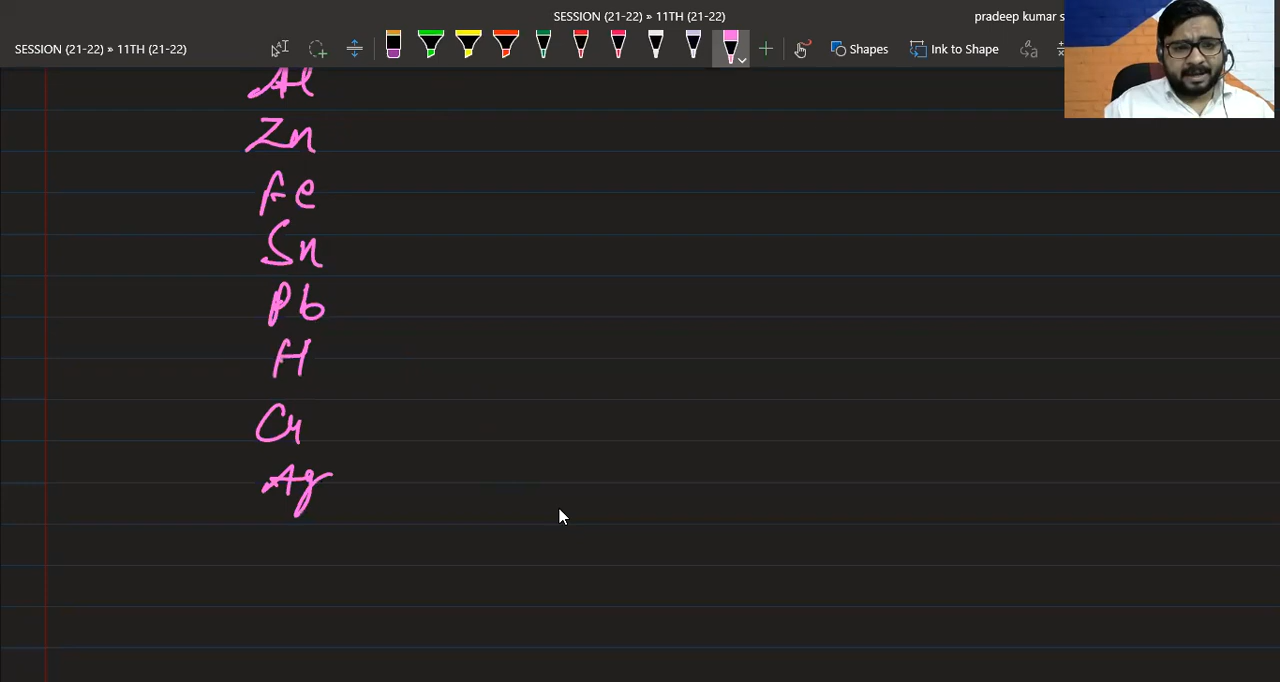 SESSION (21-22) » 11TH (21-22)
pradeep kumar s
SESSION (21-22) » 11TH (21-22)
Shapes
Ink to Shape
Al
Zn
Fe
Sn
Pb
H
Cu
Ag